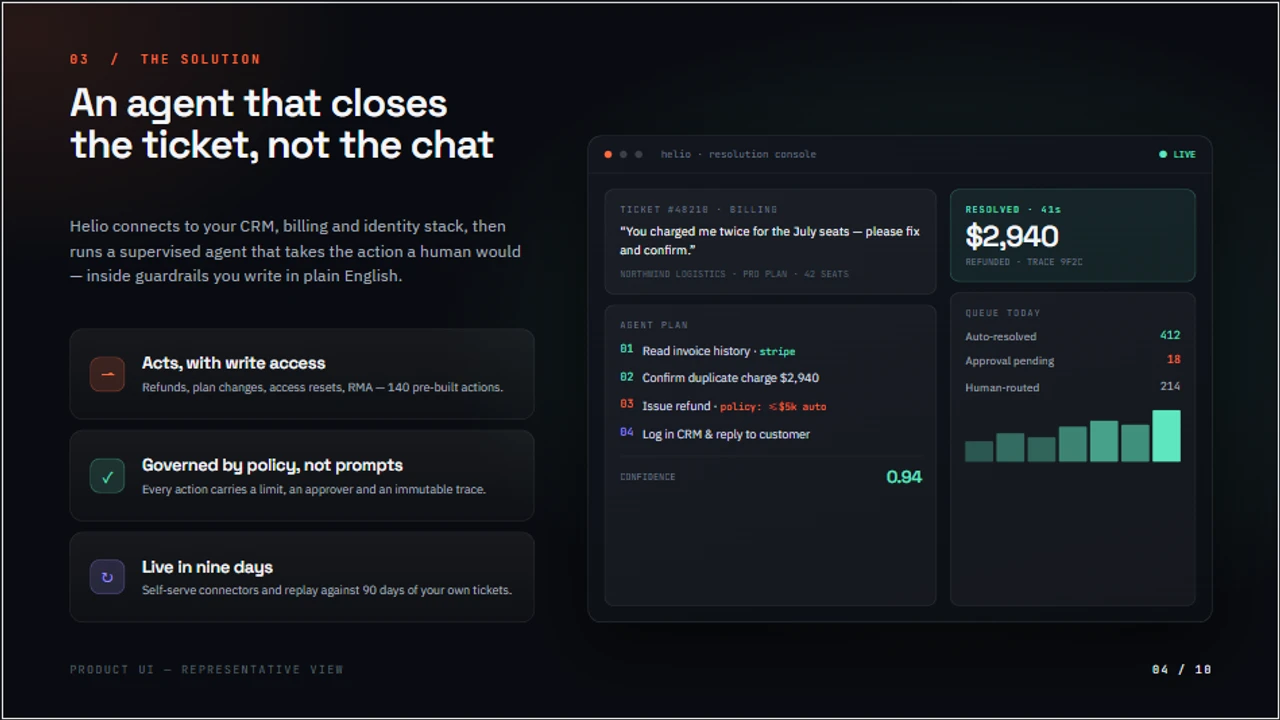 03 / THE SOLUTION
An agent that closes
the ticket, not the chat
Helio connects to your CRM, billing and identity stack, then
runs a supervised agent that takes the action a human would
— inside guardrails you write in plain English.
Acts, with write access
Refunds, plan changes, access resets, RMA — 140 pre-built actions.
Governed by policy, not prompts
Every action carries a limit, an approver and an immutable trace.
Live in nine days
Self-serve connectors and replay against 90 days of your own tickets.
helio · resolution console
LIVE
TICKET #48210 · BILLING
“You charged me twice for the July seats — please fix
and confirm.”
NORTHWIND LOGISTICS · PRO PLAN · 42 SEATS
AGENT PLAN
01 Read invoice history · stripe
02 Confirm duplicate charge $2,940
03 Issue refund · policy: ≤$5k auto
04 Log in CRM & reply to customer
CONFIDENCE 0.94
RESOLVED · 41s
$2,940
REFUNDED · TRACE 9F2C
QUEUE TODAY
Auto-resolved 412
Approval pending 18
Human-routed 214
PRODUCT UI — REPRESENTATIVE VIEW
04 / 10